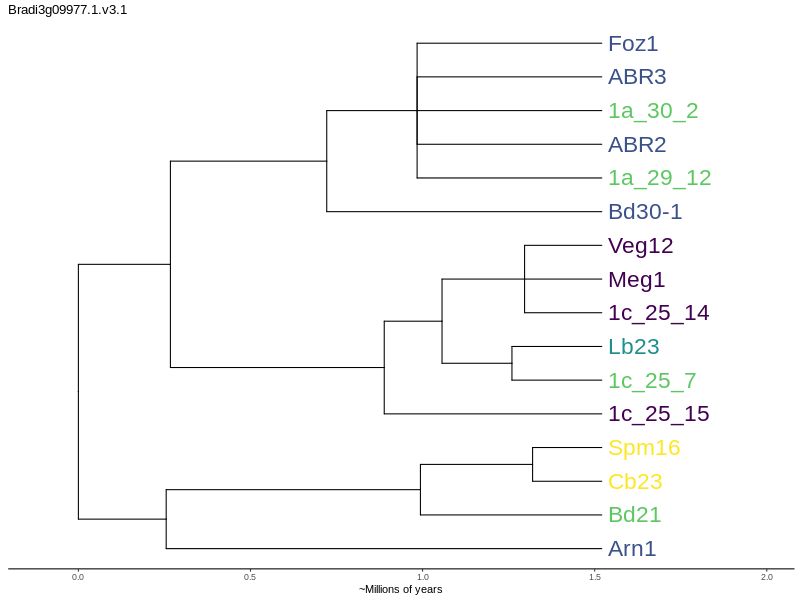 Bradi3g09977.1.v3.1
Foz1
ABR3
1a_30_2
ABR2
1a_29_12
Bd30-1
Veg12
Meg1
1c_25_14
Lb23
1c_25_7
1c_25_15
Spm16
Cb23
Bd21
Arn1
0.0 0.5 1.0 1.5 2.0
~Millions of years